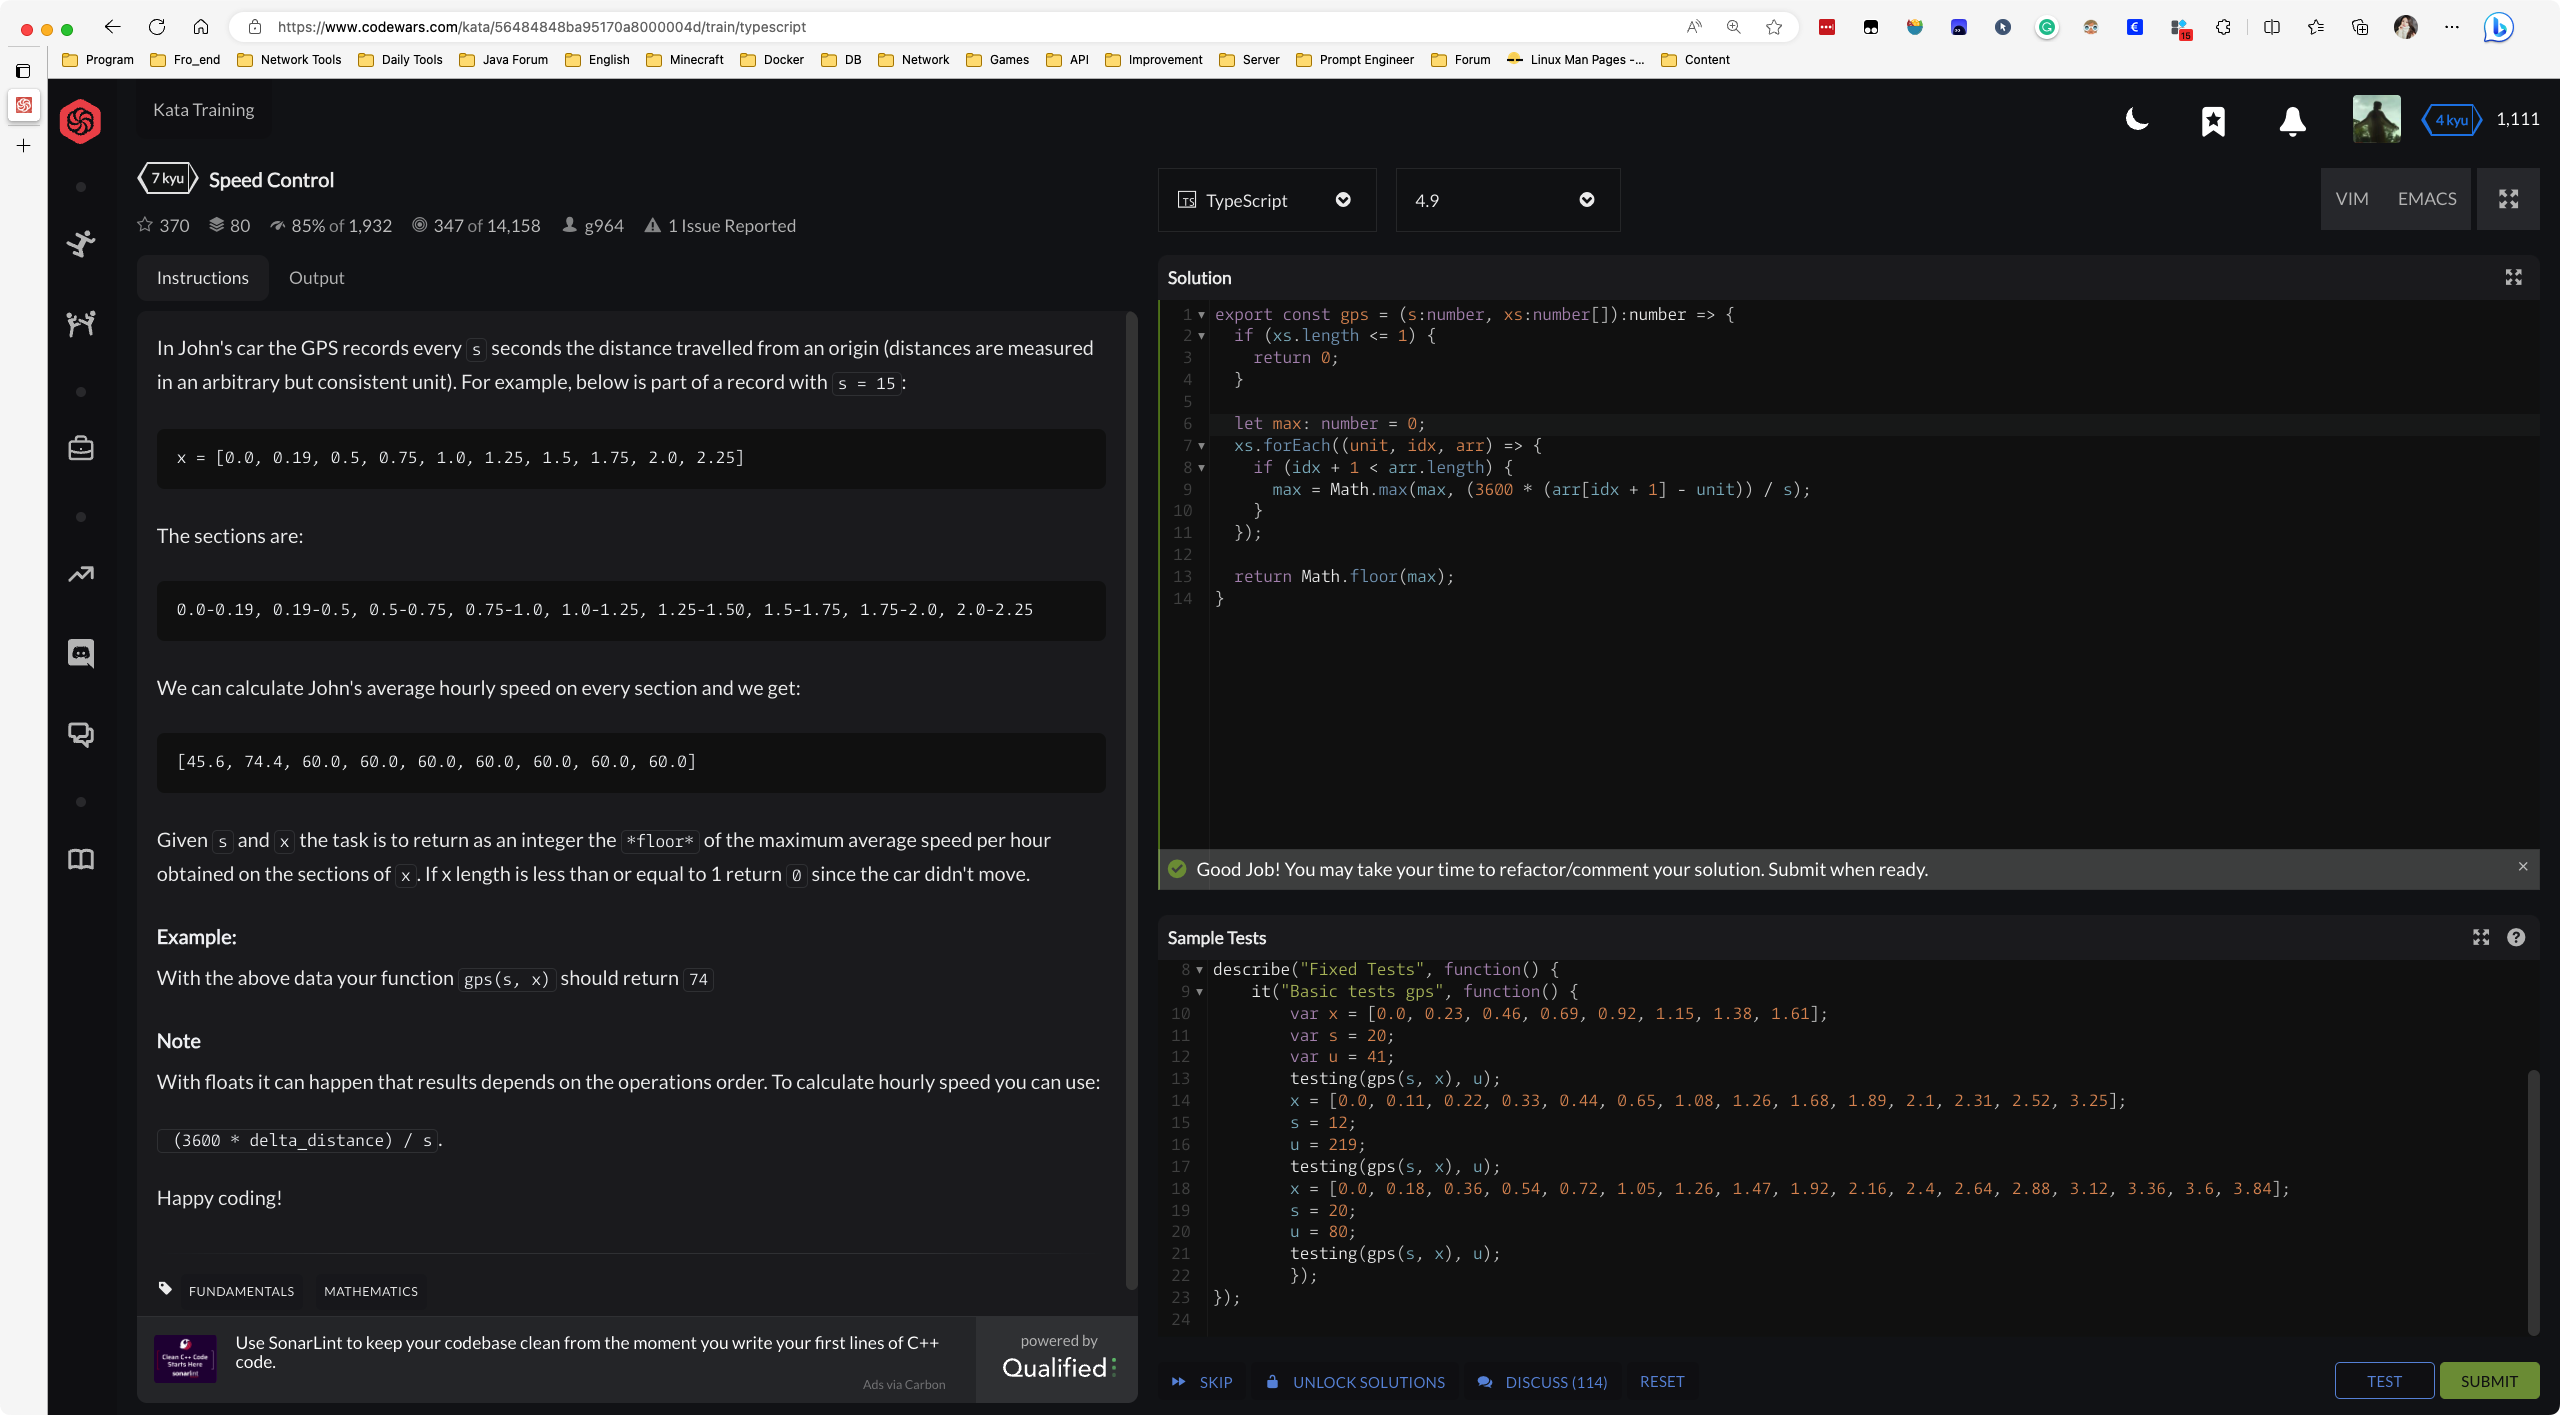 https://www.codewars.com/kata/56484848ba95170a8000004d/train/typescript
Program Fro_end Network Tools Daily Tools Java Forum English Minecraft Docker DB Network Games API Improvement Server Prompt Engineer Forum Linux Man Pages -... Content
15
Kata Training
4 kyu 1,111
7 kyu Speed Control
370 80 85% of 1,932 347 of 14,158 g964 1 Issue Reported
Instructions Output
In John's car the GPS records every s seconds the distance travelled from an origin (distances are measured
in an arbitrary but consistent unit). For example, below is part of a record with s = 15:
x = [0.0, 0.19, 0.5, 0.75, 1.0, 1.25, 1.5, 1.75, 2.0, 2.25]
The sections are:
0.0-0.19, 0.19-0.5, 0.5-0.75, 0.75-1.0, 1.0-1.25, 1.25-1.50, 1.5-1.75, 1.75-2.0, 2.0-2.25
We can calculate John's average hourly speed on every section and we get:
[45.6, 74.4, 60.0, 60.0, 60.0, 60.0, 60.0, 60.0, 60.0]
Given s and x the task is to return as an integer the *floor* of the maximum average speed per hour
obtained on the sections of x. If x length is less than or equal to 1 return 0 since the car didn't move.
Example:
With the above data your function gps(s, x) should return 74
Note
With floats it can happen that results depends on the operations order. To calculate hourly speed you can use:
(3600 * delta_distance) / s.
Happy coding!
FUNDAMENTALS MATHEMATICS
Clean C++ Code
Starts Here
sonarlint
Use SonarLint to keep your codebase clean from the moment you write your first lines of C++
code.
Ads via Carbon
powered by
Qualified
TS TypeScript 4.9 VIM EMACS
Solution
1 export const gps = (s:number, xs:number[]):number => {
2 if (xs.length <= 1) {
3 return 0;
4 }
5
6 let max: number = 0;
7 xs.forEach((unit, idx, arr) => {
8 if (idx + 1 < arr.length) {
9 max = Math.max(max, (3600 * (arr[idx + 1] - unit)) / s);
10 }
11 });
12
13 return Math.floor(max);
14 }
Good Job! You may take your time to refactor/comment your solution. Submit when ready. ×
Sample Tests ?
8 describe("Fixed Tests", function() {
9 it("Basic tests gps", function() {
10 var x = [0.0, 0.23, 0.46, 0.69, 0.92, 1.15, 1.38, 1.61];
11 var s = 20;
12 var u = 41;
13 testing(gps(s, x), u);
14 x = [0.0, 0.11, 0.22, 0.33, 0.44, 0.65, 1.08, 1.26, 1.68, 1.89, 2.1, 2.31, 2.52, 3.25];
15 s = 12;
16 u = 219;
17 testing(gps(s, x), u);
18 x = [0.0, 0.18, 0.36, 0.54, 0.72, 1.05, 1.26, 1.47, 1.92, 2.16, 2.4, 2.64, 2.88, 3.12, 3.36, 3.6, 3.84];
19 s = 20;
20 u = 80;
21 testing(gps(s, x), u);
22 });
23 });
24
SKIP UNLOCK SOLUTIONS DISCUSS (114) RESET TEST SUBMIT